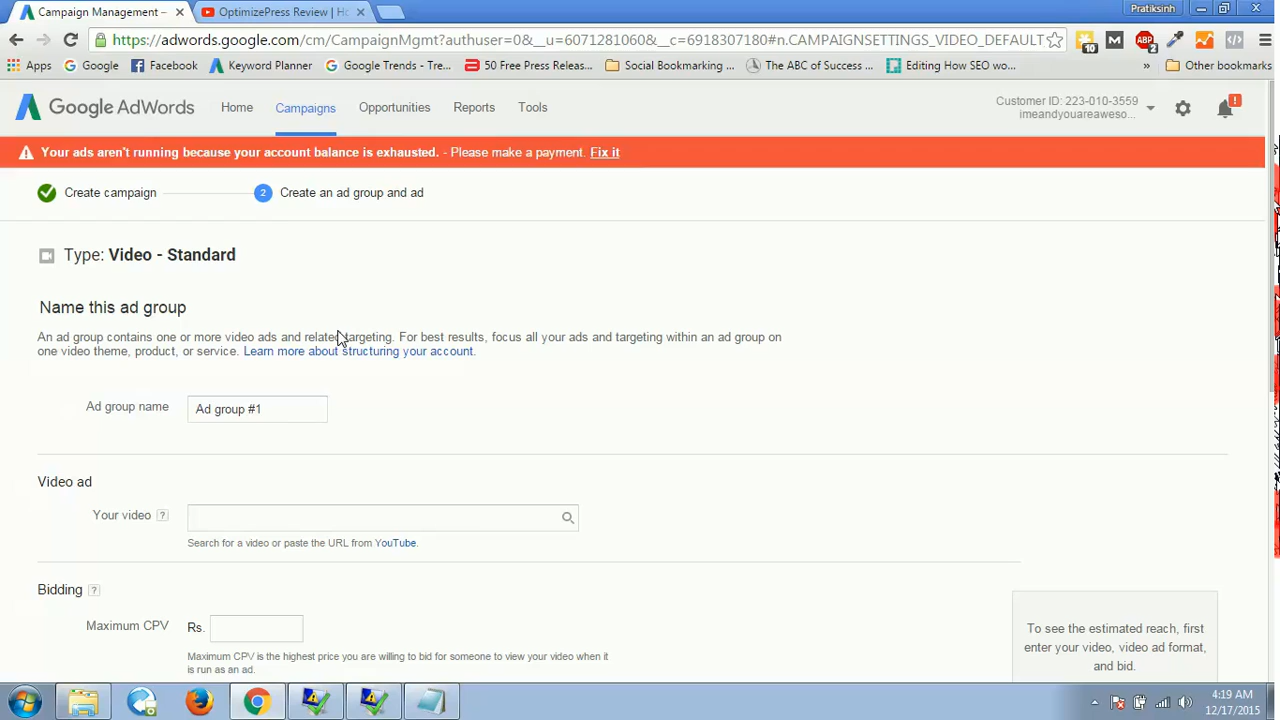 Campaign Management –
OptimizePress Review | Ho
Pratiksinh
https://adwords.google.com/cm/CampaignMgmt?authuser=0&__u=6071281060&__c=6918307180#n.CAMPAIGNSETTINGS_VIDEO_DEFAULT
10
M
ABP
2
Apps
Google
Facebook
Keyword Planner
Google Trends - Tre...
50 Free Press Releas...
Social Bookmarking ...
The ABC of Success ...
Editing How SEO wo...
»
Other bookmarks
Google AdWords
Home
Campaigns
Opportunities
Reports
Tools
Customer ID: 223-010-3559
imeandyouareaweso...
!
Your ads aren't running because your account balance is exhausted. - Please make a payment. Fix it
Create campaign
2 Create an ad group and ad
Type: Video - Standard
Name this ad group
An ad group contains one or more video ads and related targeting. For best results, focus all your ads and targeting within an ad group on
one video theme, product, or service. Learn more about structuring your account.
Ad group name
Ad group #1
Video ad
Your video ?
Search for a video or paste the URL from YouTube.
Bidding ?
Maximum CPV
Rs.
Maximum CPV is the highest price you are willing to bid for someone to view your video when it
is run as an ad.
To see the estimated reach, first
enter your video, video ad format,
and bid.
4:19 AM
12/17/2015